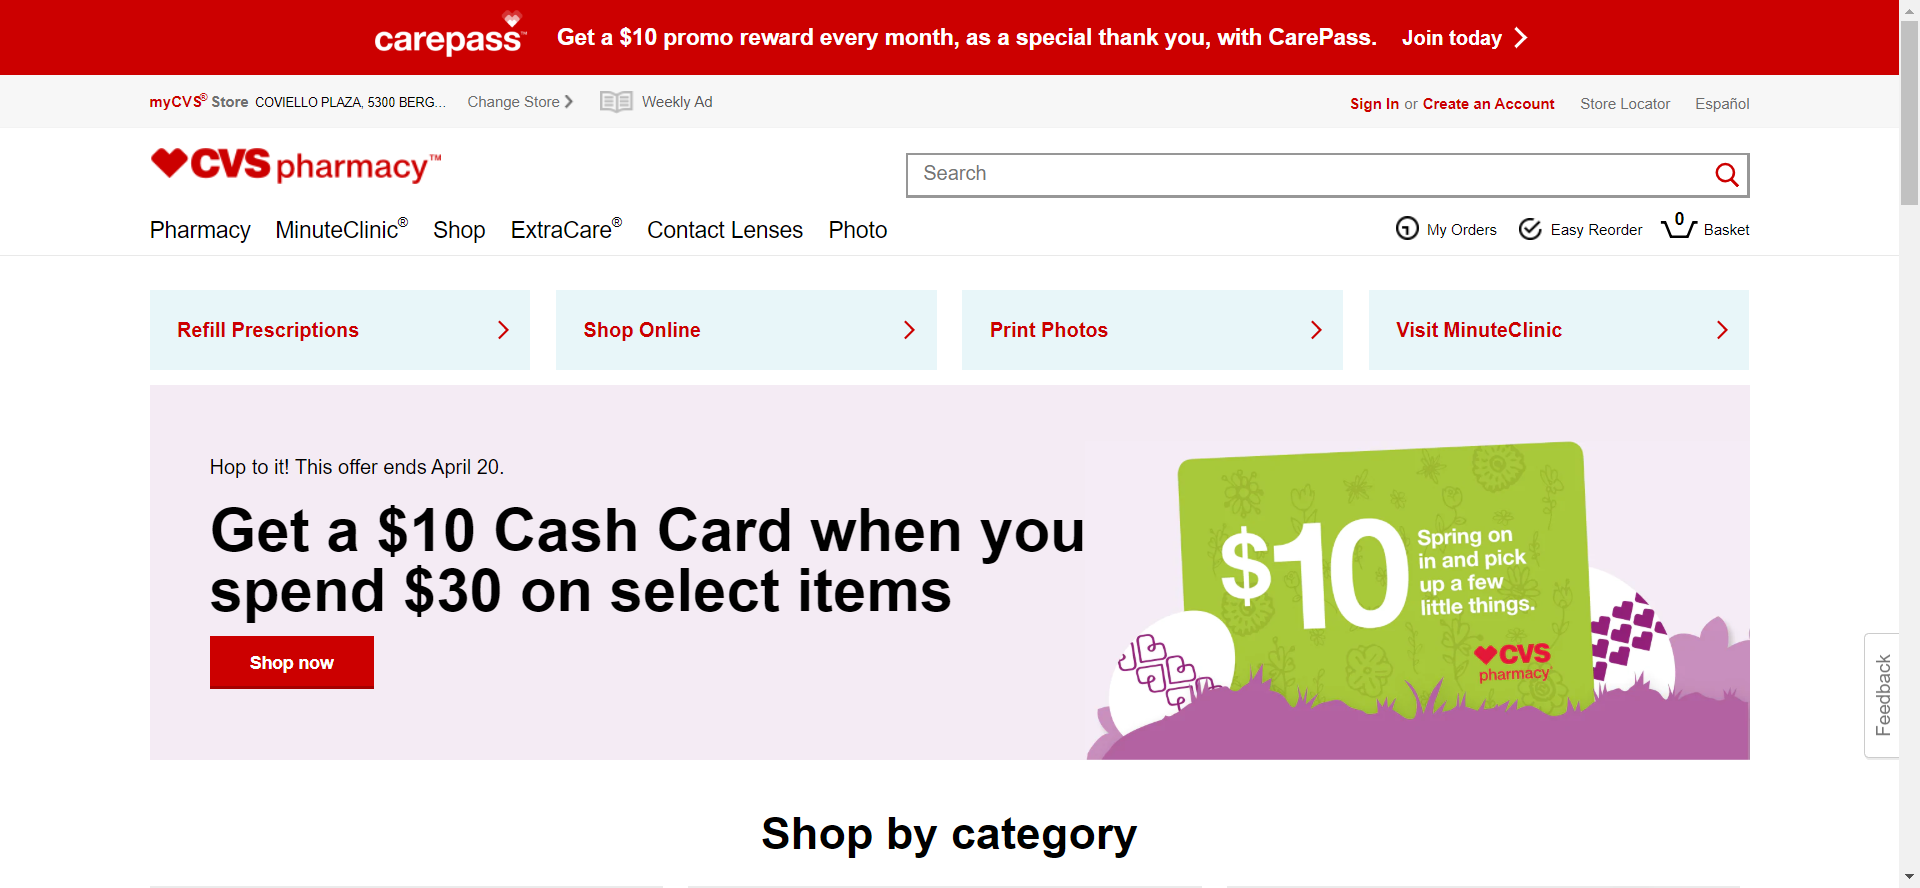 carepass™ Get a $10 promo reward every month, as a special thank you, with CarePass. Join today
myCVS® Store COVIELLO PLAZA, 5300 BERG... Change Store Weekly Ad Sign In or Create an Account Store Locator Español
CVS pharmacy™
Search
Pharmacy MinuteClinic® Shop ExtraCare® Contact Lenses Photo My Orders Easy Reorder 0 Basket
Refill Prescriptions Shop Online Print Photos Visit MinuteClinic
Hop to it! This offer ends April 20.
Get a $10 Cash Card when you
spend $30 on select items
Shop now
$10
Spring on
in and pick
up a few
little things.
CVS
pharmacy
Feedback
Shop by category